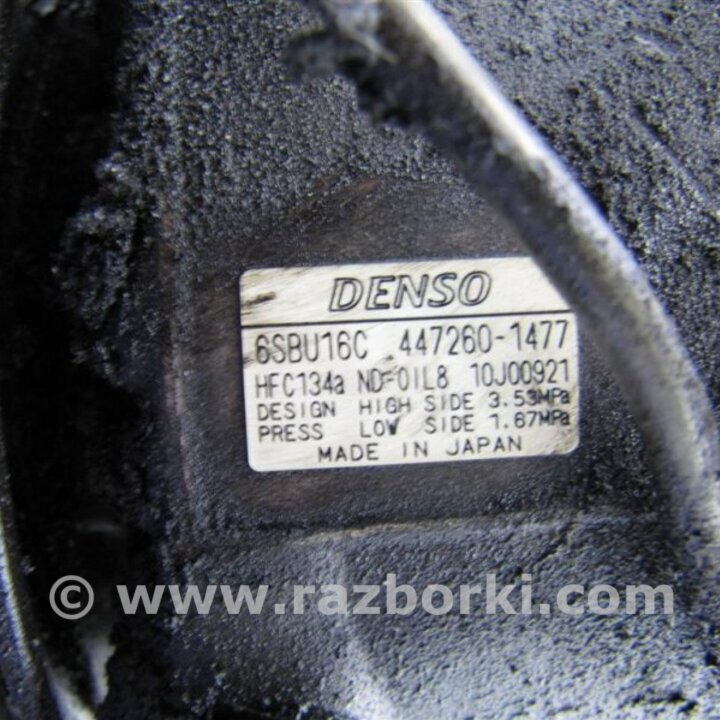 DENSO
6SBU16C 447260-1477
HFC134a ND-OIL8 10J00921
DESIGN HIGH SIDE 3.53MPa
PRESS LOW SIDE 1.67MPa
MADE IN JAPAN
© www.razborki.com